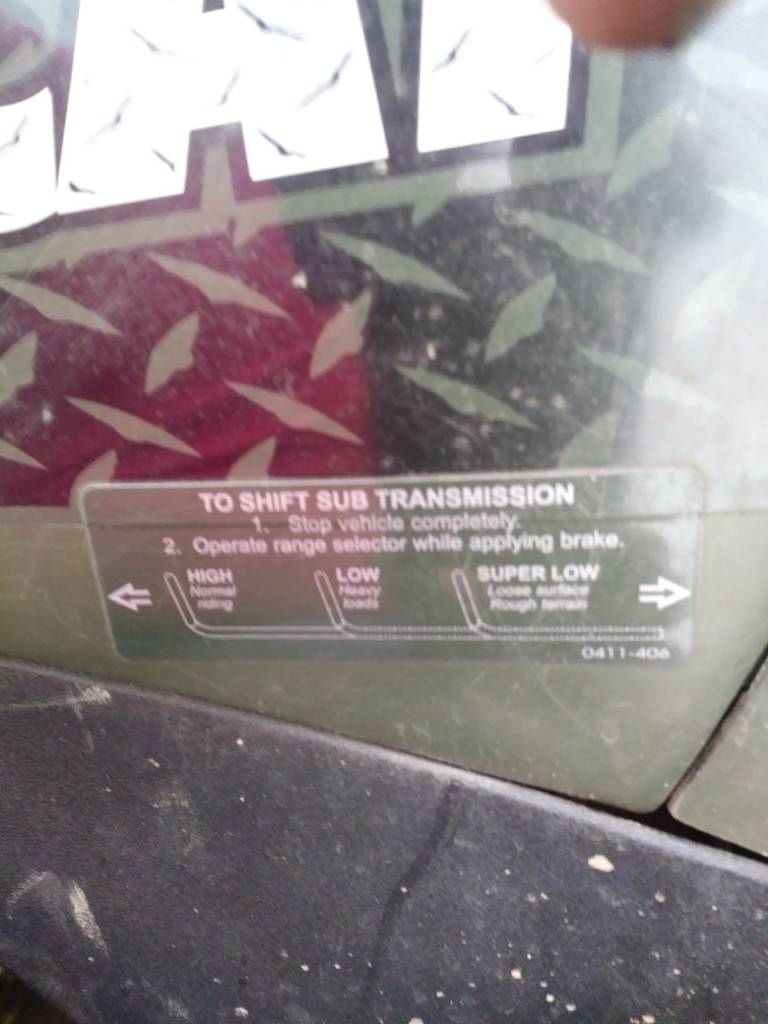 CAT
TO SHIFT SUB TRANSMISSION
1. Stop vehicle completely.
2. Operate range selector while applying brake.
HIGH LOW SUPER LOW
Normal Heavy Loose surface
riding loads Rough terrain
0411-406